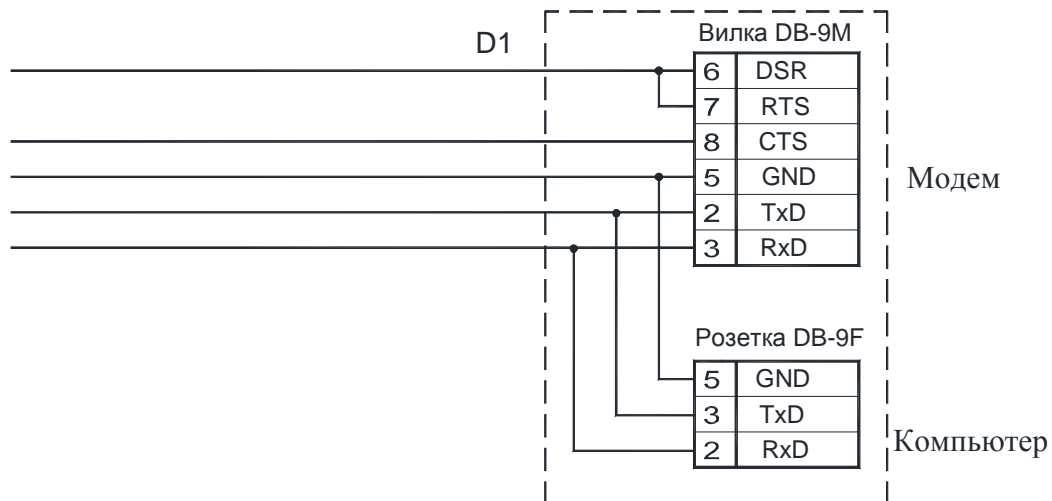 D1
Вилка DB-9M
6 DSR
7 RTS
8 CTS
5 GND
2 TxD
3 RxD
Модем
Розетка DB-9F
5 GND
3 TxD
2 RxD
Компьютер